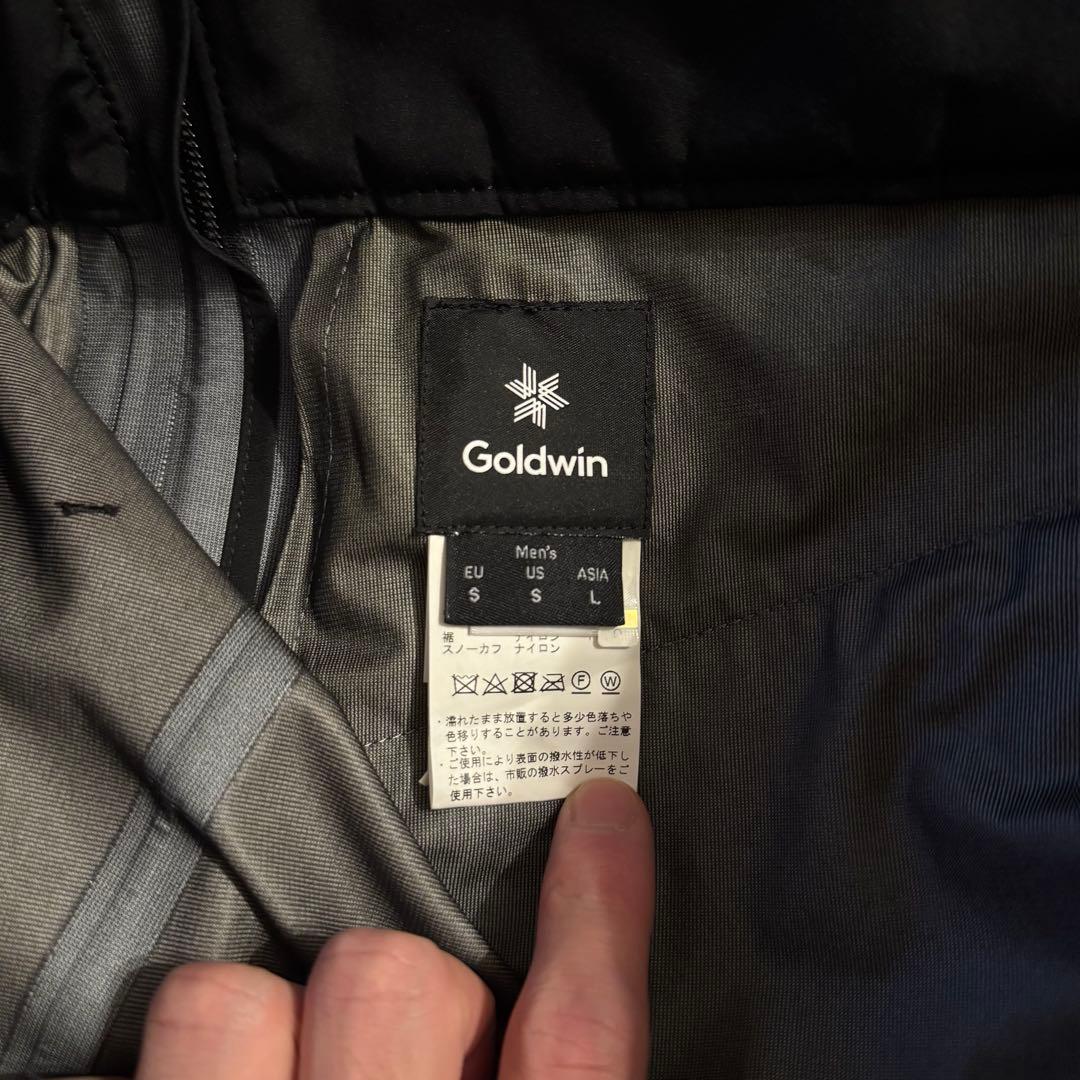 Goldwin
Men's
EU US ASIA
S S L
裾 ナイロン
スノーカフ ナイロン
F W
・濡れたまま放置すると多少色落ちや
色移りすることがあります。ご注意
下さい。
・ご使用により表面の撥水性が低下し
た場合は、市販の撥水スプレーをご
使用下さい。